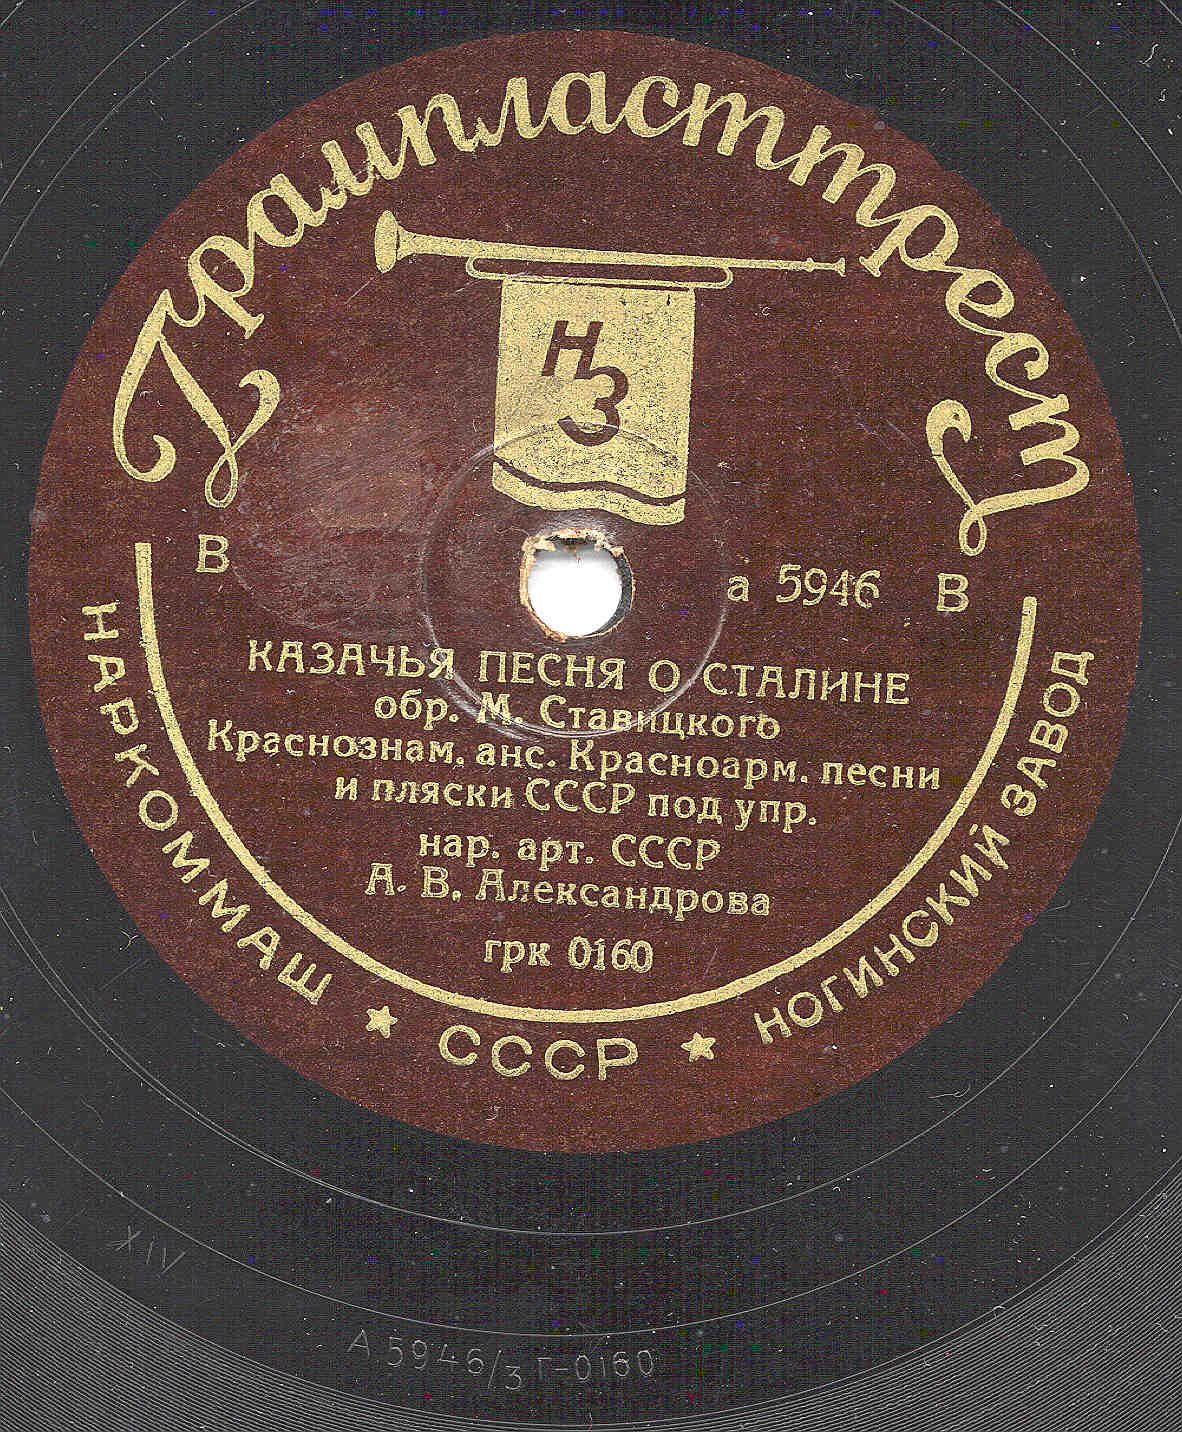 Грампласттрест
НЗ
В а 5946 В
КАЗАЧЬЯ ПЕСНЯ О СТАЛИНЕ
обр. М. Ставицкого
Краснознам. анс. Красноарм. песни
и пляски СССР под упр.
нар. арт. СССР
А. В. Александрова
грк 0160
НАРКОММАШ ★ СССР ★ НОГИНСКИЙ ЗАВОД
XIV
А 5946/3 Г-0160